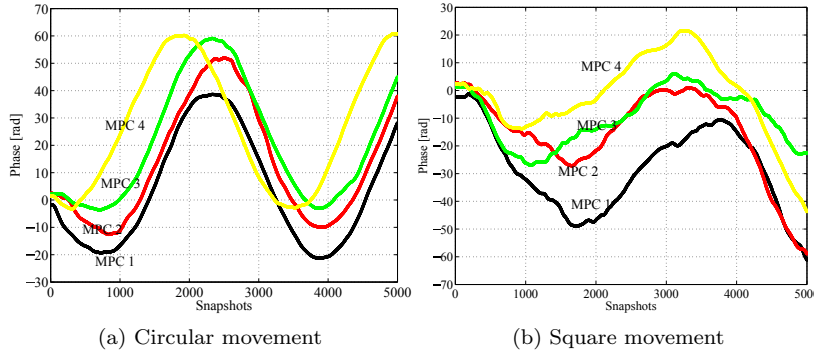 70
60
50
40
30
20
10
0
−10
−20
−30
Phase [rad]
MPC 4
MPC 3
MPC 2
MPC 1
0
1000
2000
3000
4000
5000
Snapshots
(a) Circular movement
30
20
10
0
−10
−20
−30
−40
−50
−60
−70
Phase [rad]
MPC 4
MPC 3
MPC 2
MPC 1
0
1000
2000
3000
4000
5000
Snapshots
(b) Square movement